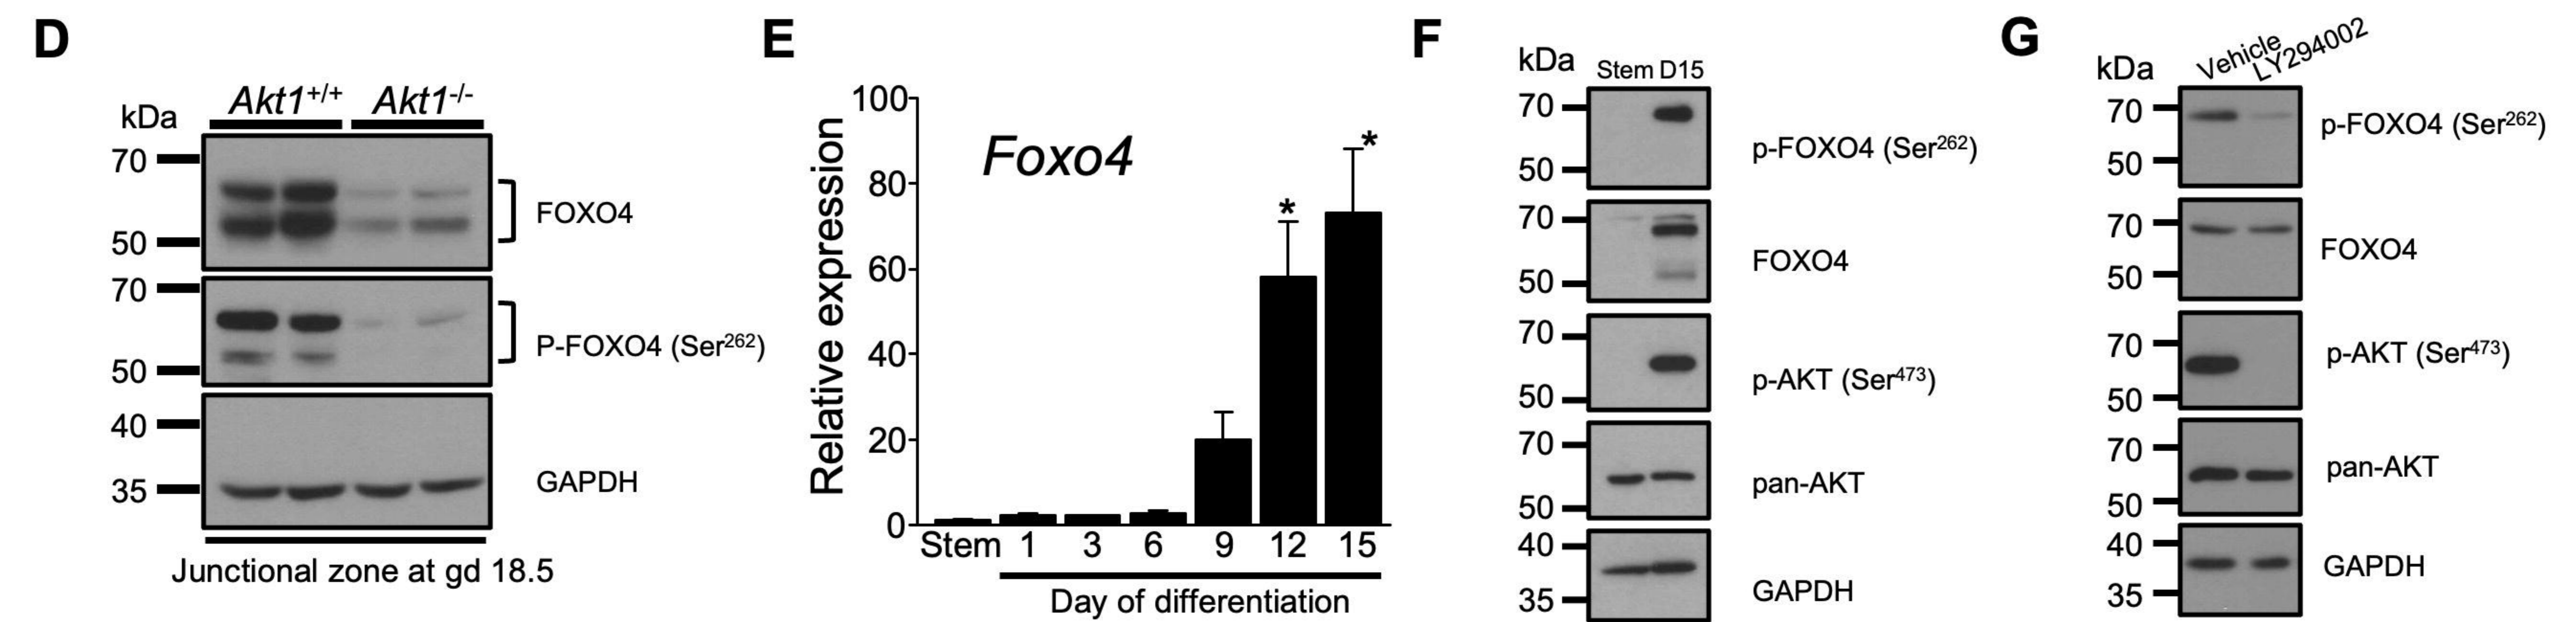 D
Akt1+/+ Akt1-/-
kDa
70
50
FOXO4
70
50
P-FOXO4 (Ser262)
40
35
GAPDH
Junctional zone at gd 18.5
E
Relative expression
100
80
60
40
20
0
Foxo4
*
*
Stem 1 3 6 9 12 15
Day of differentiation
F
kDa Stem D15
70
50
p-FOXO4 (Ser262)
70
50
FOXO4
70
50
p-AKT (Ser473)
70
50
pan-AKT
40
35
GAPDH
G
kDa Vehicle LY294002
70
50
p-FOXO4 (Ser262)
70
50
FOXO4
70
50
p-AKT (Ser473)
70
50
pan-AKT
40
35
GAPDH